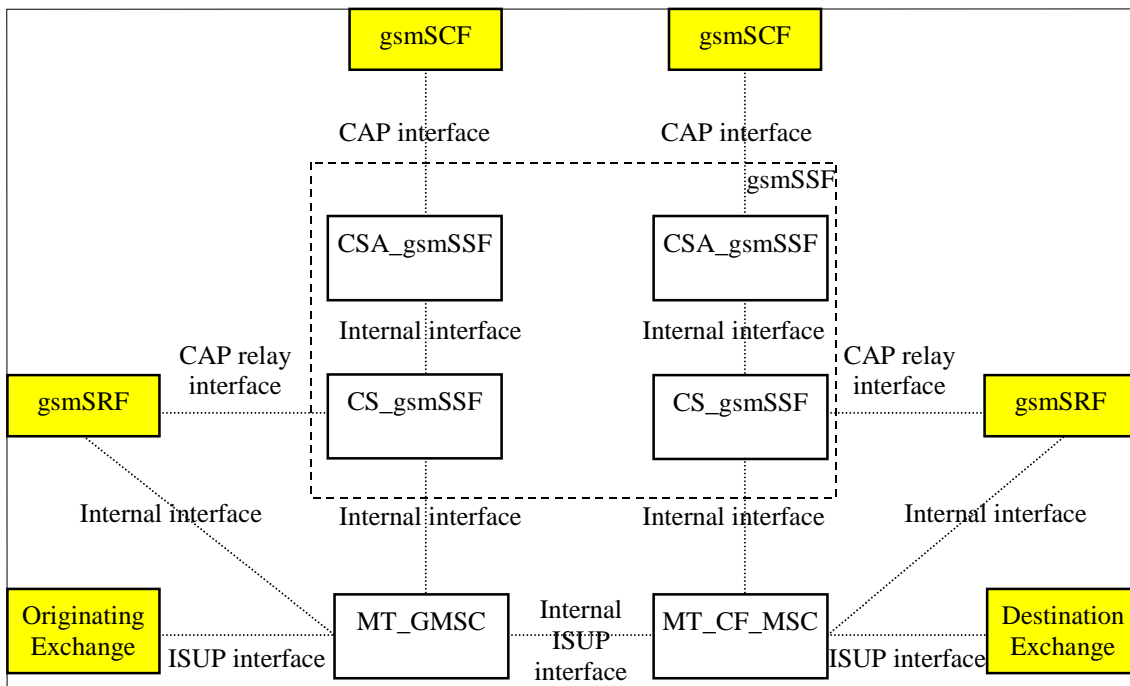 gsmSCF
gsmSCF
CAP interface
CAP interface
gsmSSF
CSA_gsmSSF
CSA_gsmSSF
Internal interface
Internal interface
CAP relay
interface
CAP relay
interface
gsmSRF
CS_gsmSSF
CS_gsmSSF
gsmSRF
Internal interface
Internal interface
Internal interface
Internal interface
Originating
Exchange
MT_GMSC
Internal
ISUP
interface
MT_CF_MSC
Destination
Exchange
ISUP interface
ISUP interface